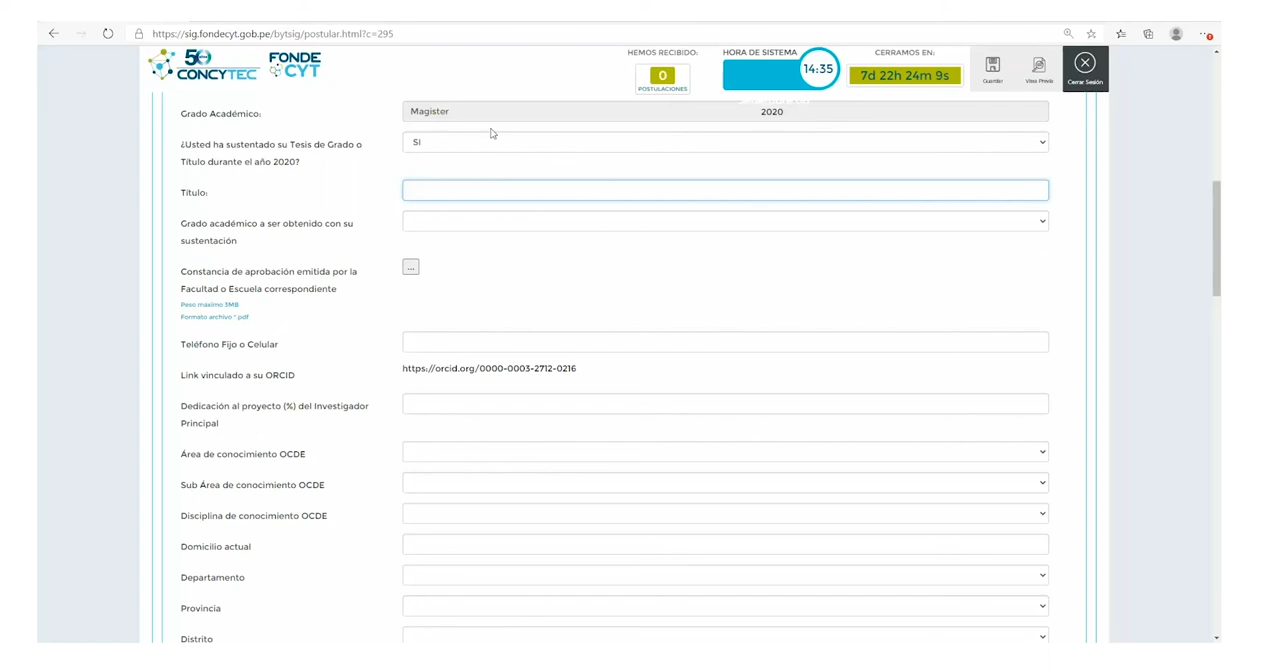 https://sig.fondecyt.gob.pe/bytsig/postular.html?c=295
50
CONCYTEC
FONDE
CYT
HEMOS RECIBIDO:
0
POSTULACIONES
HORA DE SISTEMA
14:35
2020
CERRAMOS EN:
7d 22h 24m 9s
Guardar
Vista Previa
Cerrar Sesión
Grado Académico:
Magister
¿Usted ha sustentado su Tesis de Grado o
Título durante el año 2020?
SI
Título:
Grado académico a ser obtenido con su
sustentación
Constancia de aprobación emitida por la
Facultad o Escuela correspondiente
...
Peso maximo 3MB
Formato archivo *.pdf
Teléfono Fijo o Celular
Link vinculado a su ORCID
https://orcid.org/0000-0003-2712-0216
Dedicación al proyecto (%) del Investigador
Principal
Área de conocimiento OCDE
Sub Área de conocimiento OCDE
Disciplina de conocimiento OCDE
Domicilio actual
Departamento
Provincia
Distrito